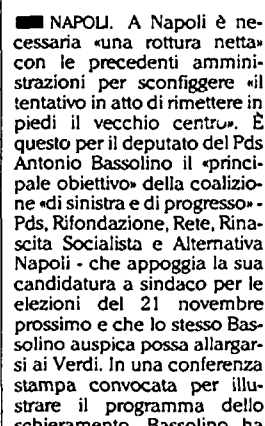 NAPOLI. A Napoli è ne-
cessaria «una rottura netta»
con le precedenti ammini-
strazioni per sconfiggere «il
tentativo in atto di rimettere in
piedi il vecchio centro». È
questo per il deputato del Pds
Antonio Bassolino il «princi-
pale obiettivo» della coalizio-
ne «di sinistra e di progresso» -
Pds, Rifondazione, Rete, Rina-
scita Socialista e Alternativa
Napoli - che appoggia la sua
candidatura a sindaco per le
elezioni del 21 novembre
prossimo e che lo stesso Bas-
solino auspica possa allargar-
si ai Verdi. In una conferenza
stampa convocata per illu-
strare il programma dello
schieramento, Bassolino ha